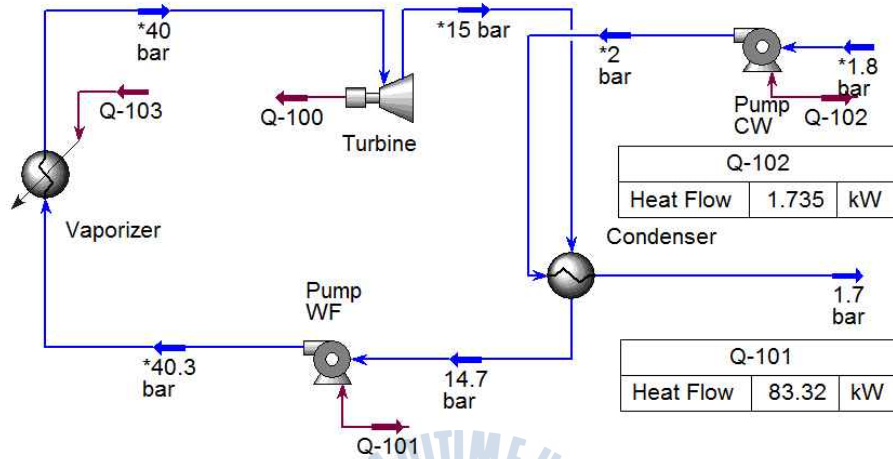 *40
bar
*15 bar
*2
bar
*1.8
bar
Q-103
Q-100
Turbine
Pump
CW
Q-102
Q-102
Heat Flow 1.735 kW
Vaporizer
Condenser
Pump
WF
1.7
bar
*40.3
bar
14.7
bar
Q-101
Q-101
Heat Flow 83.32 kW